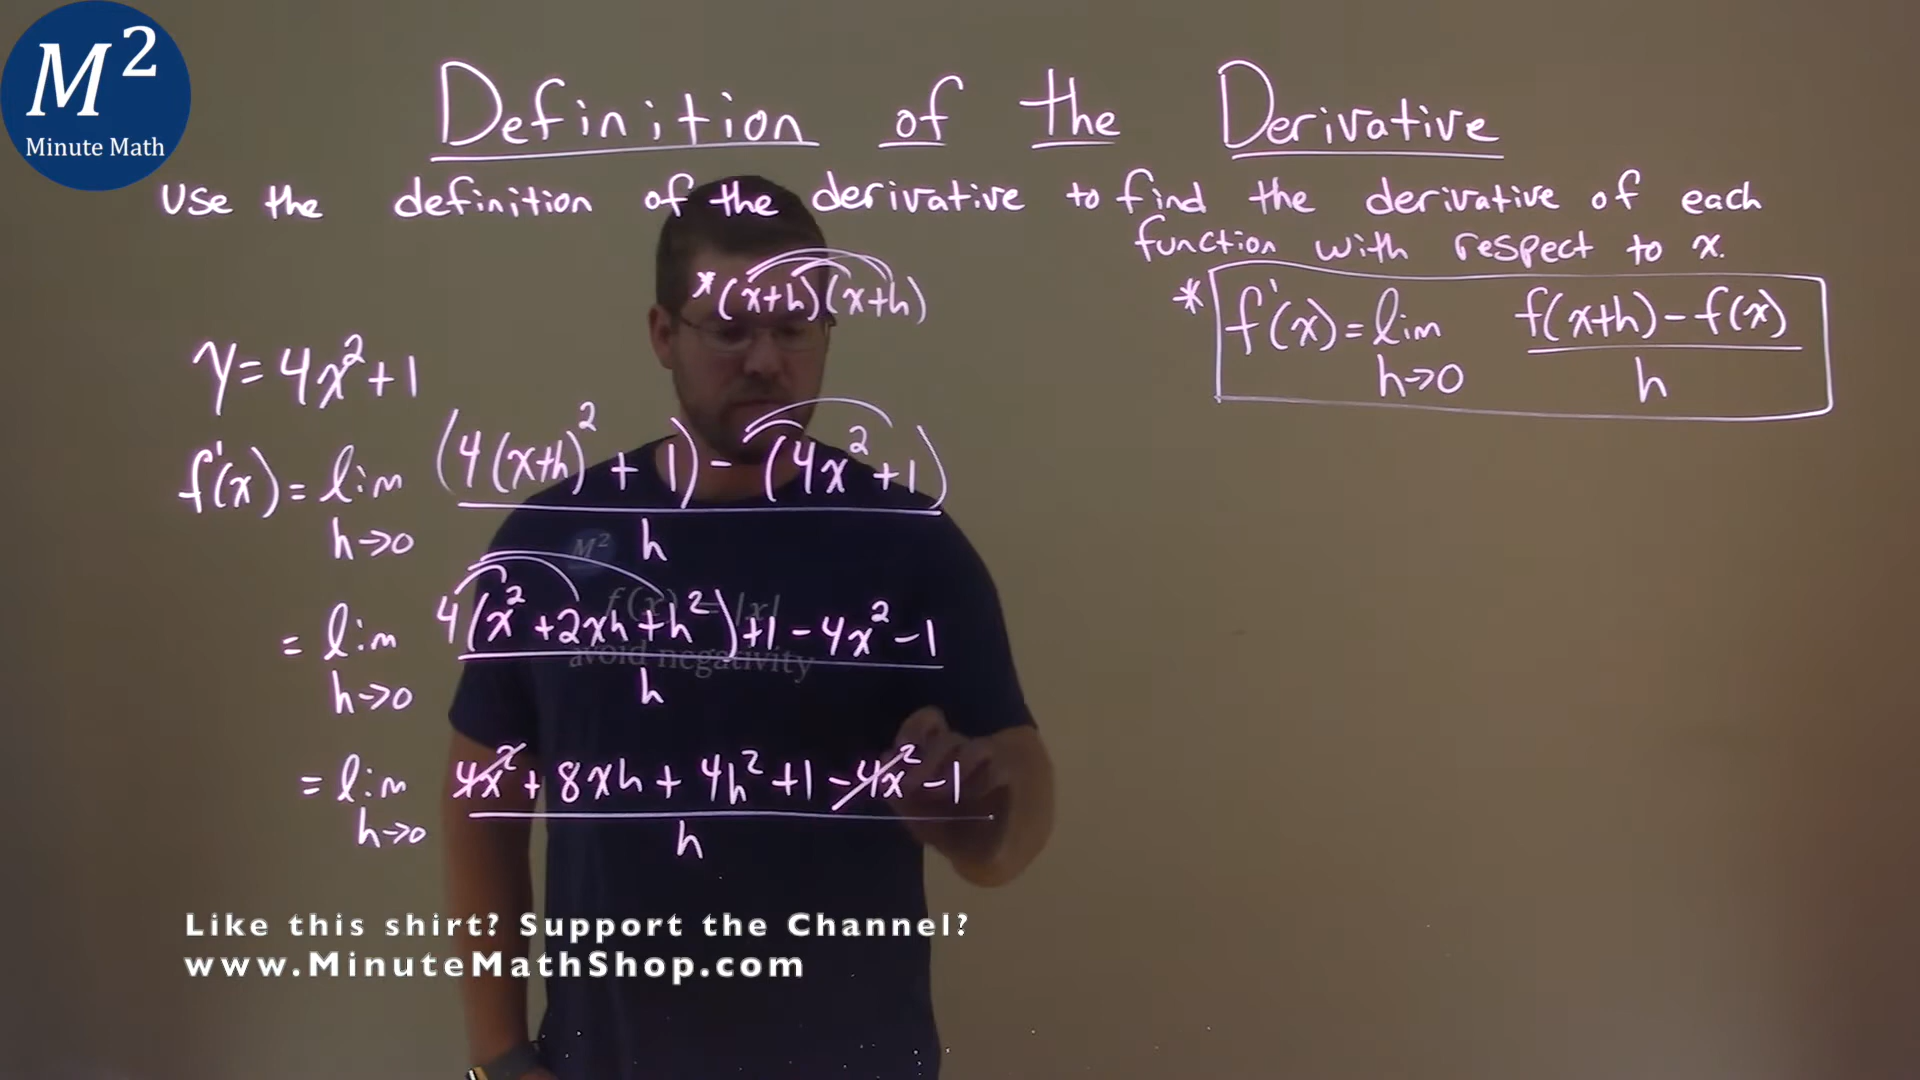 M²
Minute Math
Definition of the Derivative
Use the definition of the derivative to find the derivative of each
function with respect to x.
*(x+h)(x+h)
* f'(x) = lim h→0 f(x+h) - f(x) / h
y = 4x² + 1
f'(x) = lim h→0 (4(x+h)² + 1) - (4x² + 1) / h
M²
f(x) = |x|
avoid negativity
= lim h→0 4(x² + 2xh + h²) + 1 - 4x² - 1 / h
= lim h→0 4x² + 8xh + 4h² + 1 - 4x² - 1 / h
Like this shirt? Support the Channel?
www.MinuteMathShop.com